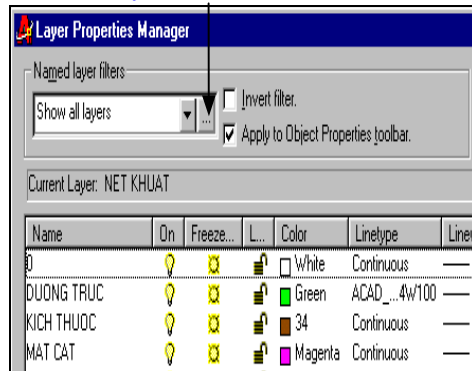 Layer Properties Manager
Named layer filters
Show all layers
...
Invert filter.
Apply to Object Properties toolbar.
Current Layer: NET KHUAT
Name On Freeze... L... Color Linetype
0 White Continuous
DUONG TRUC Green ACAD_...4W100
KICH THUOC 34 Continuous
MAT CAT Magenta Continuous